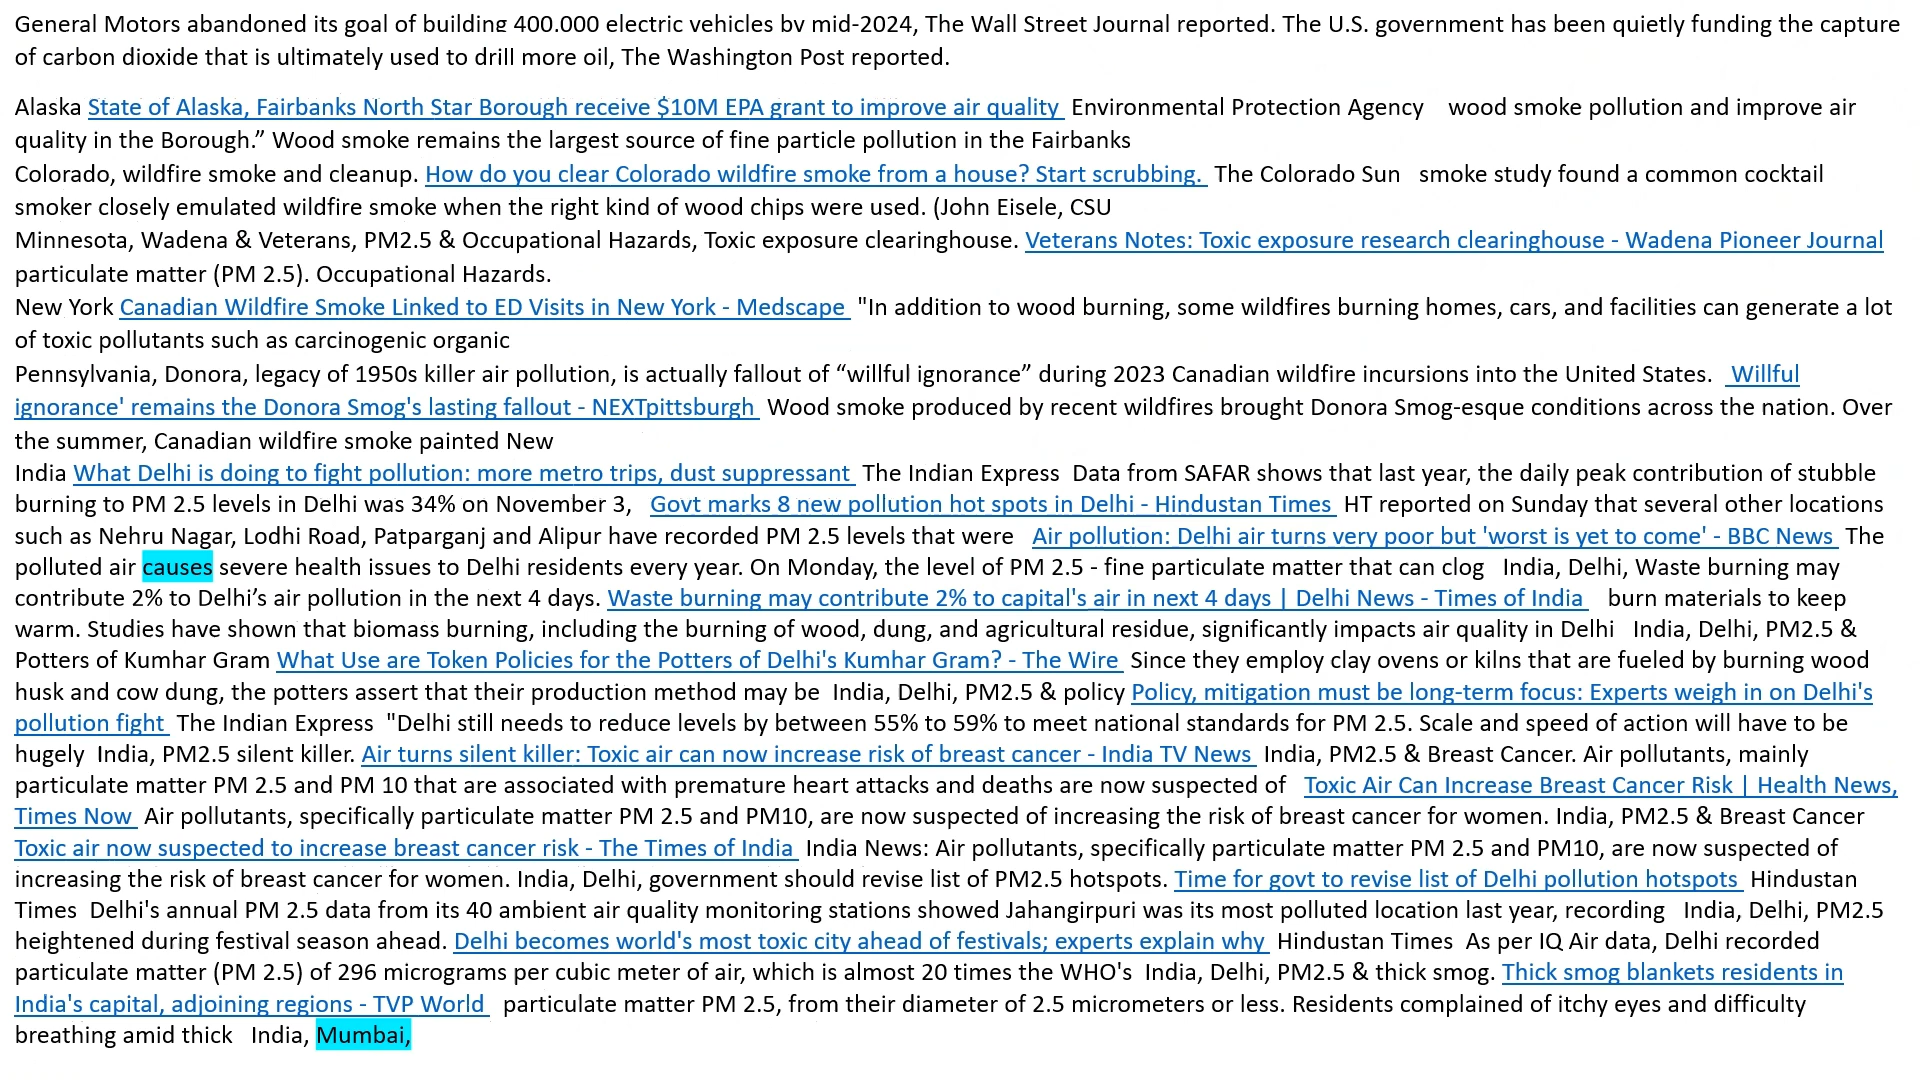 General Motors abandoned its goal of building 400,000 electric vehicles by mid-2024, The Wall Street Journal reported. The U.S. government has been quietly funding the capture
of carbon dioxide that is ultimately used to drill more oil, The Washington Post reported.
Alaska State of Alaska, Fairbanks North Star Borough receive $10M EPA grant to improve air quality Environmental Protection Agency wood smoke pollution and improve air
quality in the Borough.” Wood smoke remains the largest source of fine particle pollution in the Fairbanks
Colorado, wildfire smoke and cleanup. How do you clear Colorado wildfire smoke from a house? Start scrubbing. The Colorado Sun smoke study found a common cocktail
smoker closely emulated wildfire smoke when the right kind of wood chips were used. (John Eisele, CSU
Minnesota, Wadena & Veterans, PM2.5 & Occupational Hazards, Toxic exposure clearinghouse. Veterans Notes: Toxic exposure research clearinghouse - Wadena Pioneer Journal
particulate matter (PM 2.5). Occupational Hazards.
New York Canadian Wildfire Smoke Linked to ED Visits in New York - Medscape "In addition to wood burning, some wildfires burning homes, cars, and facilities can generate a lot
of toxic pollutants such as carcinogenic organic
Pennsylvania, Donora, legacy of 1950s killer air pollution, is actually fallout of “willful ignorance” during 2023 Canadian wildfire incursions into the United States. Willful
ignorance' remains the Donora Smog's lasting fallout - NEXTpittsburgh Wood smoke produced by recent wildfires brought Donora Smog-esque conditions across the nation. Over
the summer, Canadian wildfire smoke painted New
India What Delhi is doing to fight pollution: more metro trips, dust suppressant The Indian Express Data from SAFAR shows that last year, the daily peak contribution of stubble
burning to PM 2.5 levels in Delhi was 34% on November 3, Govt marks 8 new pollution hot spots in Delhi - Hindustan Times HT reported on Sunday that several other locations
such as Nehru Nagar, Lodhi Road, Patparganj and Alipur have recorded PM 2.5 levels that were Air pollution: Delhi air turns very poor but 'worst is yet to come' - BBC News The
polluted air causes severe health issues to Delhi residents every year. On Monday, the level of PM 2.5 - fine particulate matter that can clog India, Delhi, Waste burning may
contribute 2% to Delhi’s air pollution in the next 4 days. Waste burning may contribute 2% to capital's air in next 4 days | Delhi News - Times of India burn materials to keep
warm. Studies have shown that biomass burning, including the burning of wood, dung, and agricultural residue, significantly impacts air quality in Delhi India, Delhi, PM2.5 &
Potters of Kumhar Gram What Use are Token Policies for the Potters of Delhi's Kumhar Gram? - The Wire Since they employ clay ovens or kilns that are fueled by burning wood
husk and cow dung, the potters assert that their production method may be India, Delhi, PM2.5 & policy Policy, mitigation must be long-term focus: Experts weigh in on Delhi's
pollution fight The Indian Express "Delhi still needs to reduce levels by between 55% to 59% to meet national standards for PM 2.5. Scale and speed of action will have to be
hugely India, PM2.5 silent killer. Air turns silent killer: Toxic air can now increase risk of breast cancer - India TV News India, PM2.5 & Breast Cancer. Air pollutants, mainly
particulate matter PM 2.5 and PM 10 that are associated with premature heart attacks and deaths are now suspected of Toxic Air Can Increase Breast Cancer Risk | Health News,
Times Now Air pollutants, specifically particulate matter PM 2.5 and PM10, are now suspected of increasing the risk of breast cancer for women. India, PM2.5 & Breast Cancer
Toxic air now suspected to increase breast cancer risk - The Times of India India News: Air pollutants, specifically particulate matter PM 2.5 and PM10, are now suspected of
increasing the risk of breast cancer for women. India, Delhi, government should revise list of PM2.5 hotspots. Time for govt to revise list of Delhi pollution hotspots Hindustan
Times Delhi's annual PM 2.5 data from its 40 ambient air quality monitoring stations showed Jahangirpuri was its most polluted location last year, recording India, Delhi, PM2.5
heightened during festival season ahead. Delhi becomes world's most toxic city ahead of festivals; experts explain why Hindustan Times As per IQ Air data, Delhi recorded
particulate matter (PM 2.5) of 296 micrograms per cubic meter of air, which is almost 20 times the WHO's India, Delhi, PM2.5 & thick smog. Thick smog blankets residents in
India's capital, adjoining regions - TVP World particulate matter PM 2.5, from their diameter of 2.5 micrometers or less. Residents complained of itchy eyes and difficulty
breathing amid thick India, Mumbai,